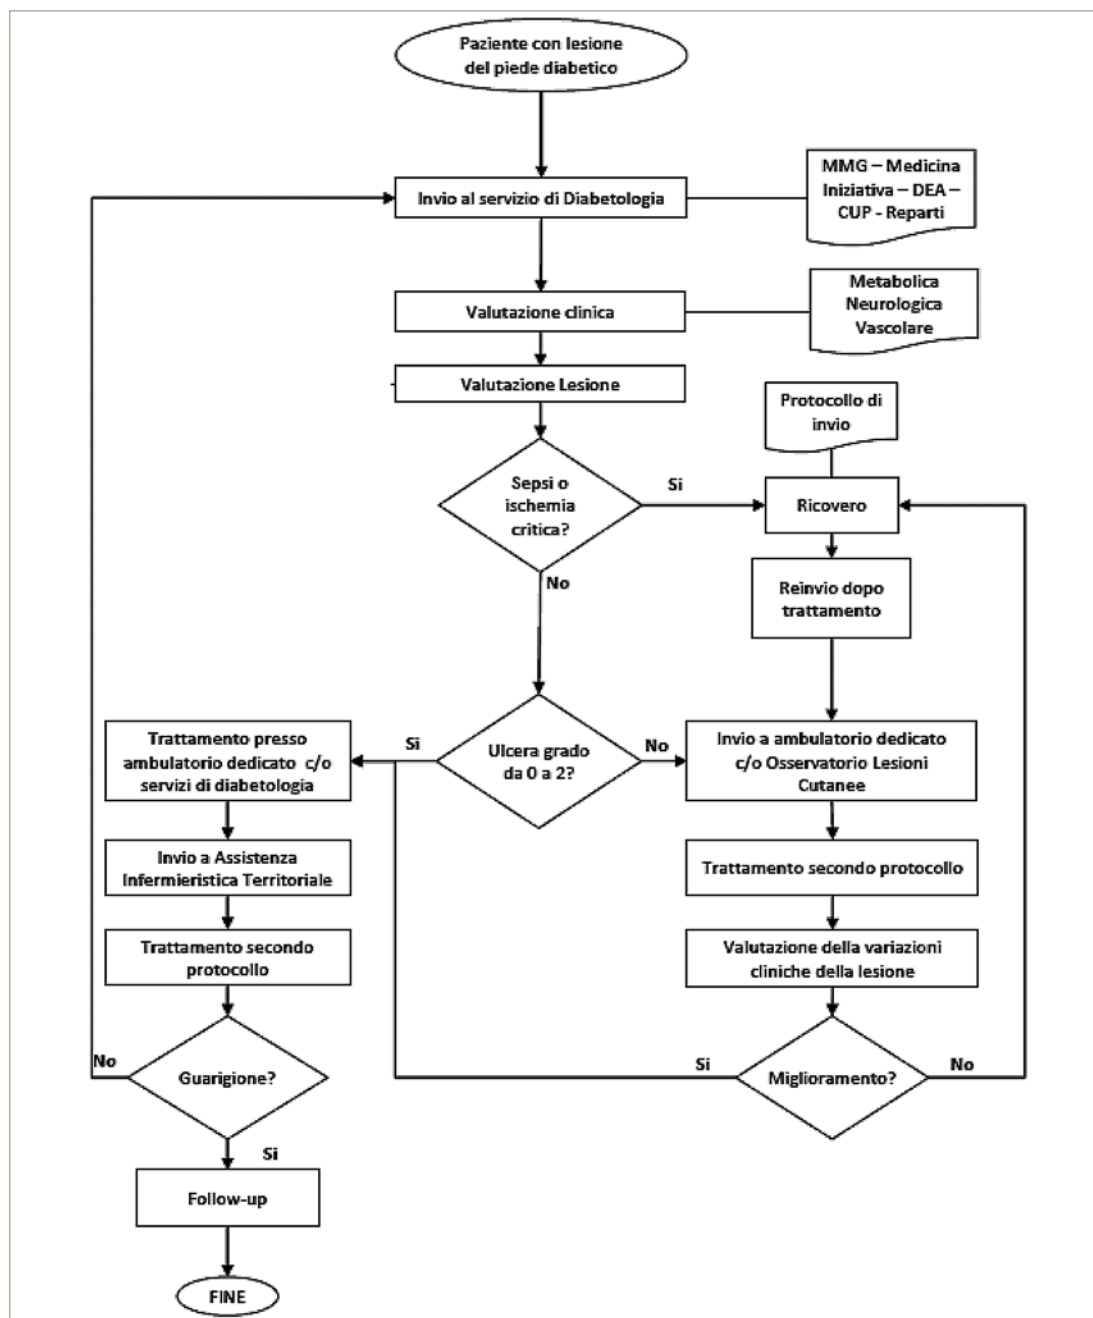 Paziente con lesione
del piede diabetico
Invio al servizio di Diabetologia
MMG – Medicina
Iniziativa – DEA –
CUP - Reparti
Valutazione clinica
Metabolica
Neurologica
Vascolare
Valutazione Lesione
Protocollo di
invio
Sepsi o
ischemia
critica?
Si
Ricovero
No
Reinvio dopo
trattamento
Trattamento presso
ambulatorio dedicato c/o
servizi di diabetologia
Si
Ulcera grado
da 0 a 2?
No
Invio a ambulatorio dedicato
c/o Osservatorio Lesioni
Cutanee
Invio a Assistenza
Infermieristica Territoriale
Trattamento secondo protocollo
Trattamento secondo
protocollo
Valutazione della variazioni
cliniche della lesione
No
Guarigione?
Si
Miglioramento?
No
Si
Follow-up
FINE